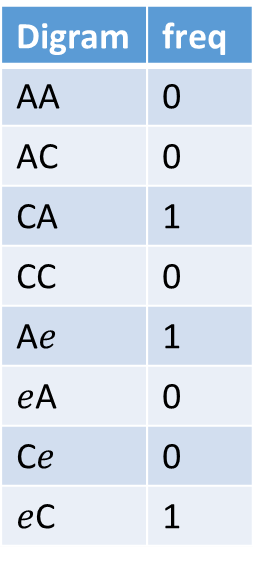 Digram freq
AA 0
AC 0
CA 1
CC 0
Ae 1
eA 0
Ce 0
eC 1